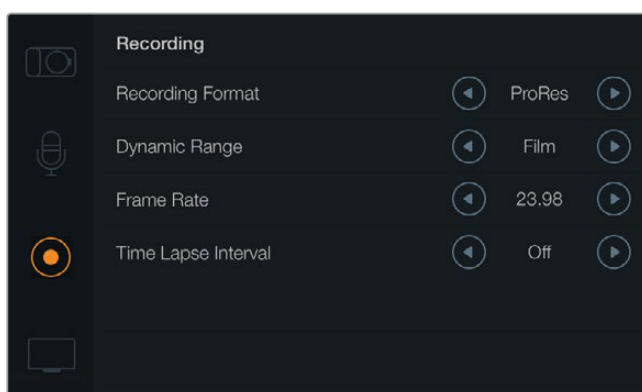 Recording
Recording Format ProRes
Dynamic Range Film
Frame Rate 23.98
Time Lapse Interval Off